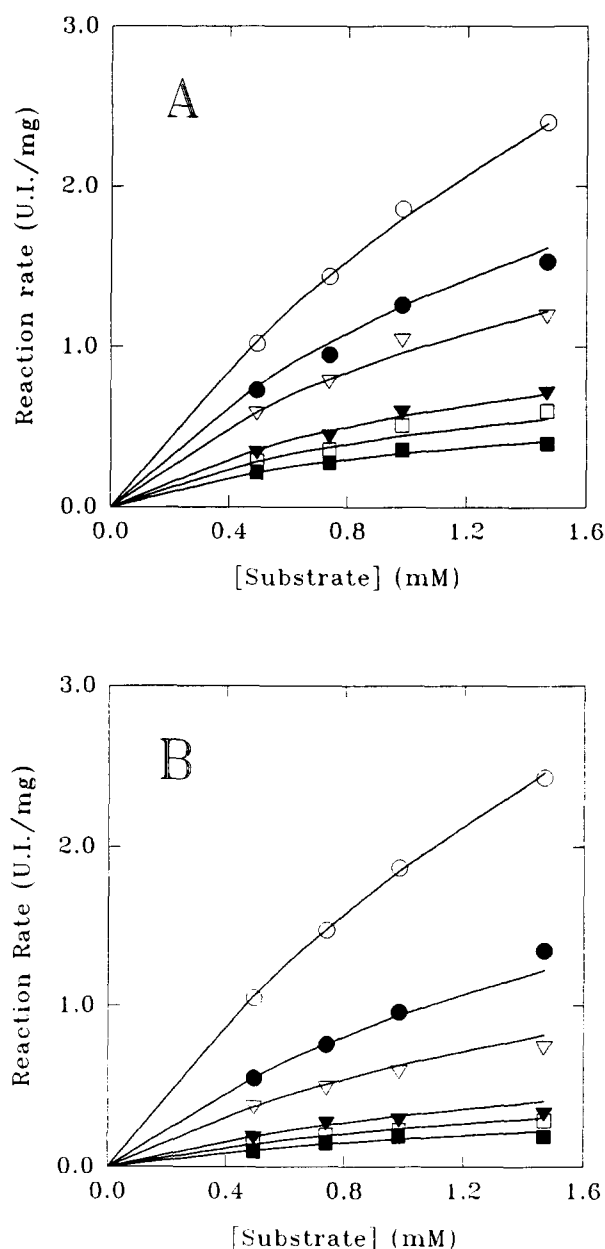 3.0
A
2.0
1.0
0.0
Reaction rate (U.I./mg)
0.0 0.4 0.8 1.2 1.6
[Substrate] (mM)
3.0
B
2.0
1.0
0.0
Reaction Rate (U.I./mg)
0.0 0.4 0.8 1.2 1.6
[Substrate] (mM)